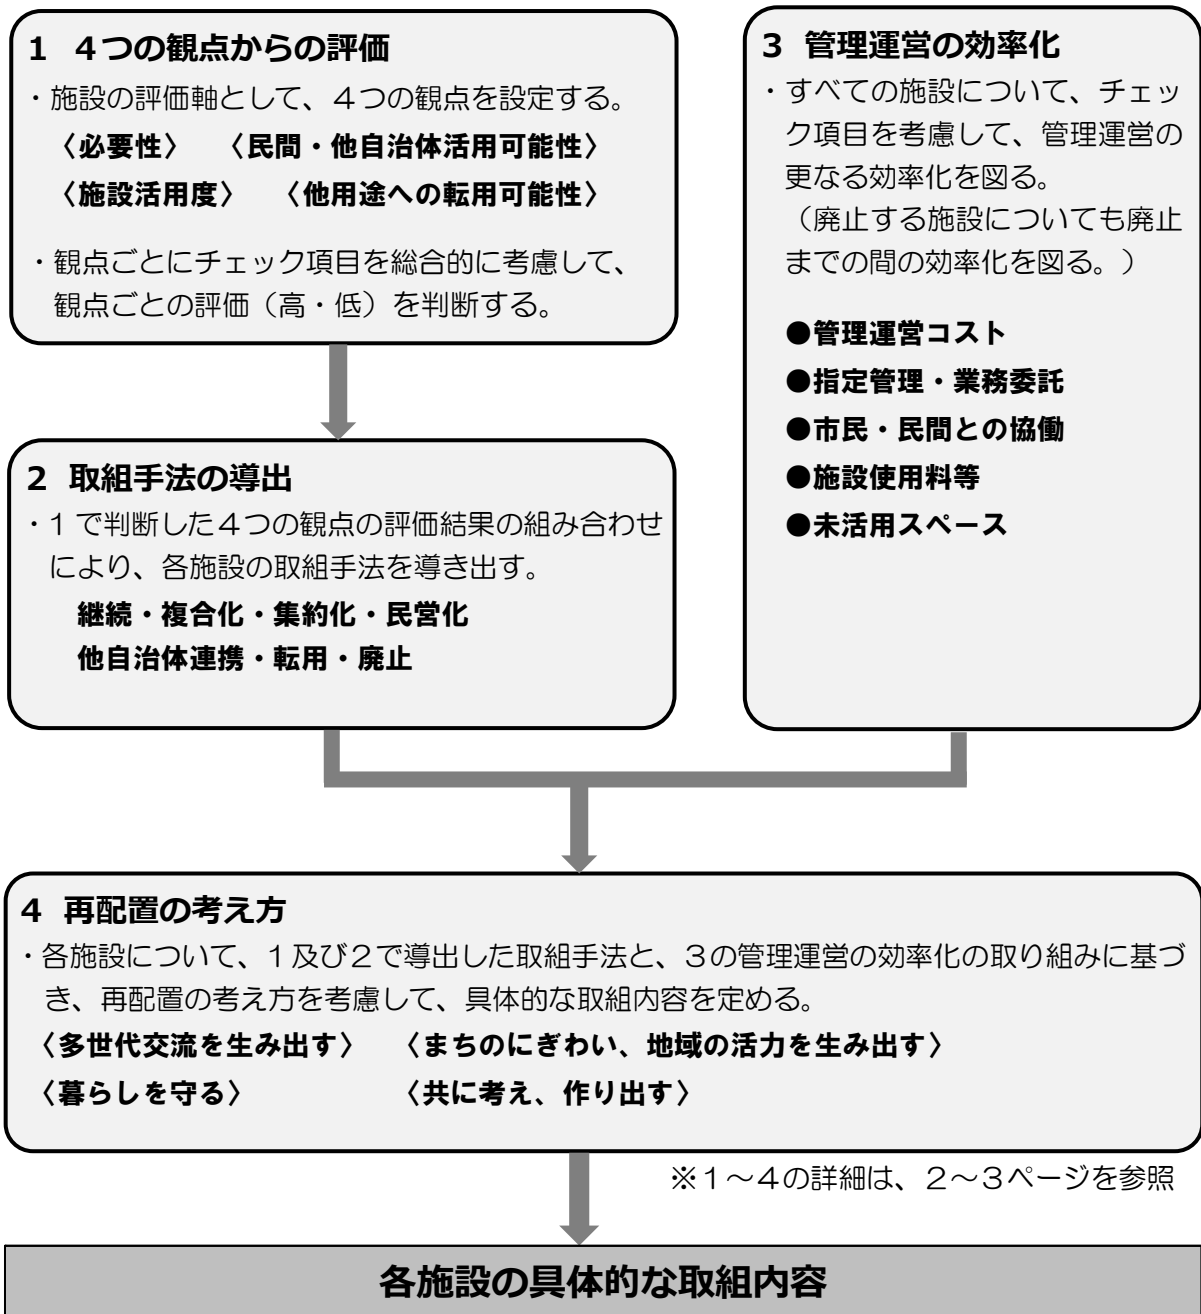 1 ４つの観点からの評価
・施設の評価軸として、４つの観点を設定する。
〈必要性〉 〈民間・他自治体活用可能性〉
〈施設活用度〉 〈他用途への転用可能性〉
・観点ごとにチェック項目を総合的に考慮して、
観点ごとの評価（高・低）を判断する。
2 取組手法の導出
・１で判断した４つの観点の評価結果の組み合わせ
により、各施設の取組手法を導き出す。
継続・複合化・集約化・民営化
他自治体連携・転用・廃止
3 管理運営の効率化
・すべての施設について、チェッ
ク項目を考慮して、管理運営の
更なる効率化を図る。
（廃止する施設についても廃止
までの間の効率化を図る。）
●管理運営コスト
●指定管理・業務委託
●市民・民間との協働
●施設使用料等
●未活用スペース
4 再配置の考え方
・各施設について、１及び２で導出した取組手法と、３の管理運営の効率化の取り組みに基づ
き、再配置の考え方を考慮して、具体的な取組内容を定める。
〈多世代交流を生み出す〉 〈まちのにぎわい、地域の活力を生み出す〉
〈暮らしを守る〉 〈共に考え、作り出す〉
※１～４の詳細は、２～３ページを参照
各施設の具体的な取組内容